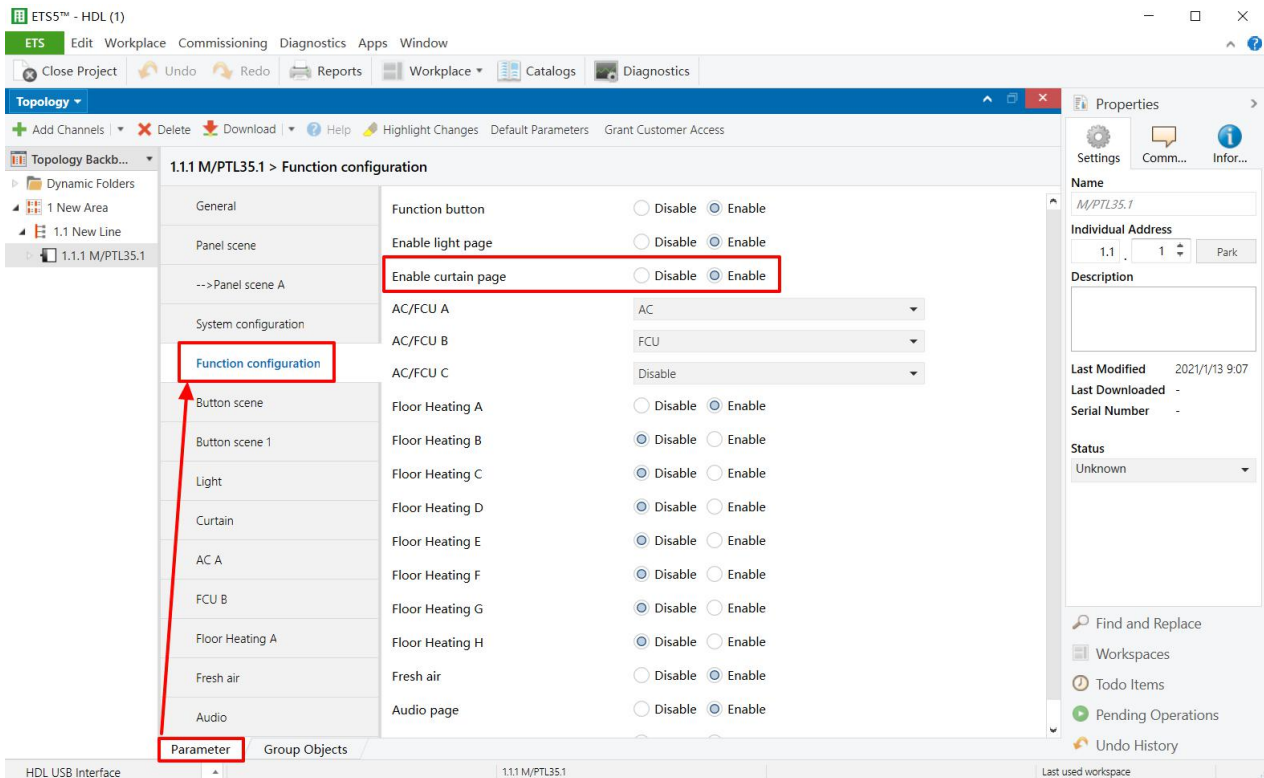 ETS5™ - HDL (1)
ETS Edit Workplace Commissioning Diagnostics Apps Window
Close Project Undo Redo Reports Workplace Catalogs Diagnostics
Topology
Add Channels Delete Download Help Highlight Changes Default Parameters Grant Customer Access
Topology Backb...
Dynamic Folders
1 New Area
1.1 New Line
1.1.1 M/PTL35.1
1.1.1 M/PTL35.1 > Function configuration
General
Panel scene
-->Panel scene A
System configuration
Function configuration
Button scene
Button scene 1
Light
Curtain
AC A
FCU B
Floor Heating A
Fresh air
Audio
Function button Disable Enable
Enable light page Disable Enable
Enable curtain page Disable Enable
AC/FCU A AC
AC/FCU B FCU
AC/FCU C Disable
Floor Heating A Disable Enable
Floor Heating B Disable Enable
Floor Heating C Disable Enable
Floor Heating D Disable Enable
Floor Heating E Disable Enable
Floor Heating F Disable Enable
Floor Heating G Disable Enable
Floor Heating H Disable Enable
Fresh air Disable Enable
Audio page Disable Enable
Parameter Group Objects
Properties
Settings Comm... Infor...
Name
M/PTL35.1
Individual Address
1.1 . 1 Park
Description
Last Modified 2021/1/13 9:07
Last Downloaded -
Serial Number -
Status
Unknown
Find and Replace
Workspaces
Todo Items
Pending Operations
Undo History
HDL USB Interface 1.1.1 M/PTL35.1 Last used workspace